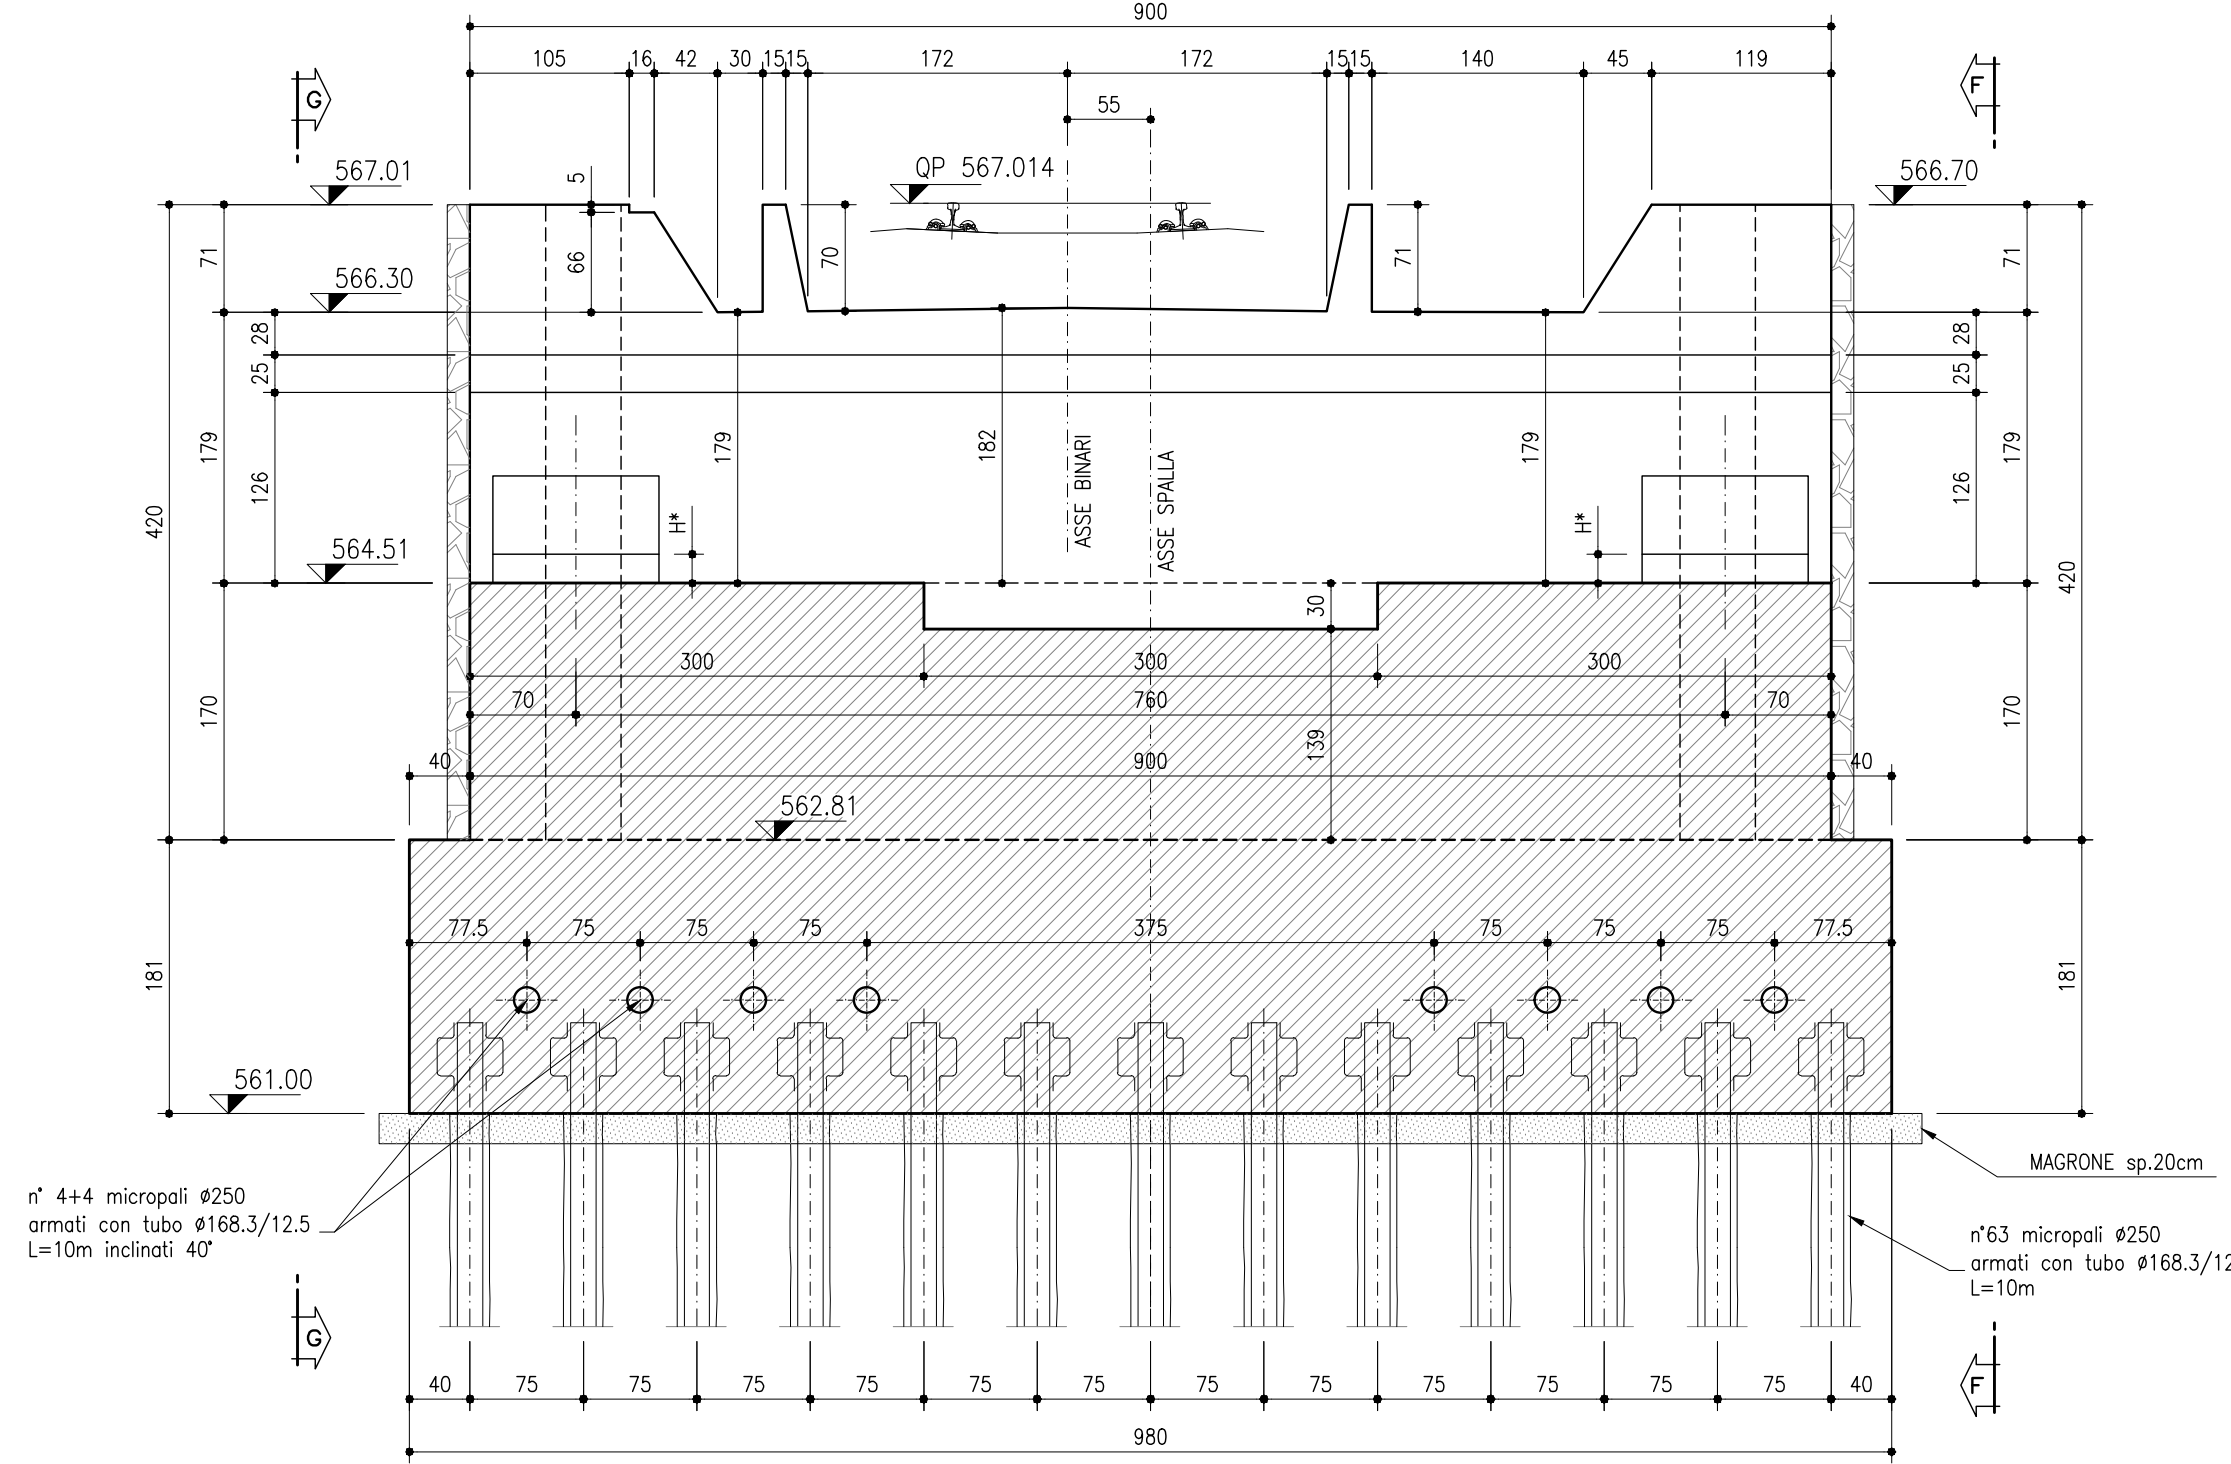 900
105 16 42 30 15 15 172 172 15 15 140 45 119
55
G
F
567.01
5
QP 567.014
566.70
71
66
70
71
71
566.30
28
28
25
25
179
126
179
182
179
126
179
ASSE BINARI
ASSE SPALLA
H*
H*
420
420
564.51
30
300 300 300
70 760 70
170
139
170
40 900 40
562.81
77.5 75 75 75 375 75 75 75 77.5
181
181
561.00
MAGRONE sp.20cm
n° 4+4 micropali ø250
armati con tubo ø168.3/12.5
L=10m inclinati 40°
n°63 micropali ø250
armati con tubo ø168.3/12
L=10m
G
F
40 75 75 75 75 75 75 75 75 75 75 75 75 40
980